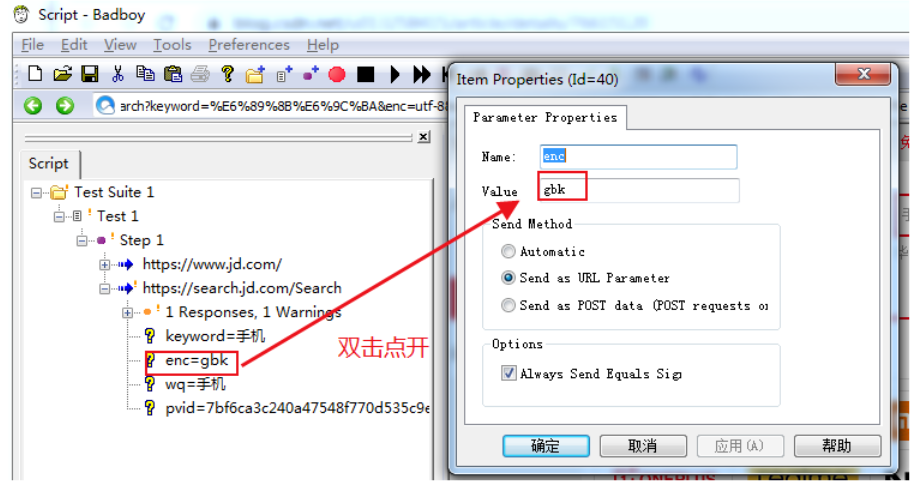 Script - Badboy
File Edit View Tools Preferences Help
arch?keyword=%E6%89%8B%E6%9C%BA&enc=utf-8
Script
Test Suite 1
Test 1
Step 1
https://www.jd.com/
https://search.jd.com/Search
1 Responses, 1 Warnings
keyword=手机
enc=gbk
wq=手机
pvid=7bf6ca3c240a47548f770d535c9e
双击点开
Item Properties (Id=40)
Parameter Properties
Name: enc
Value gbk
Send Method
Automatic
Send as URL Parameter
Send as POST data (POST requests on
Options
Always Send Equals Sign
确定 取消 应用(A) 帮助